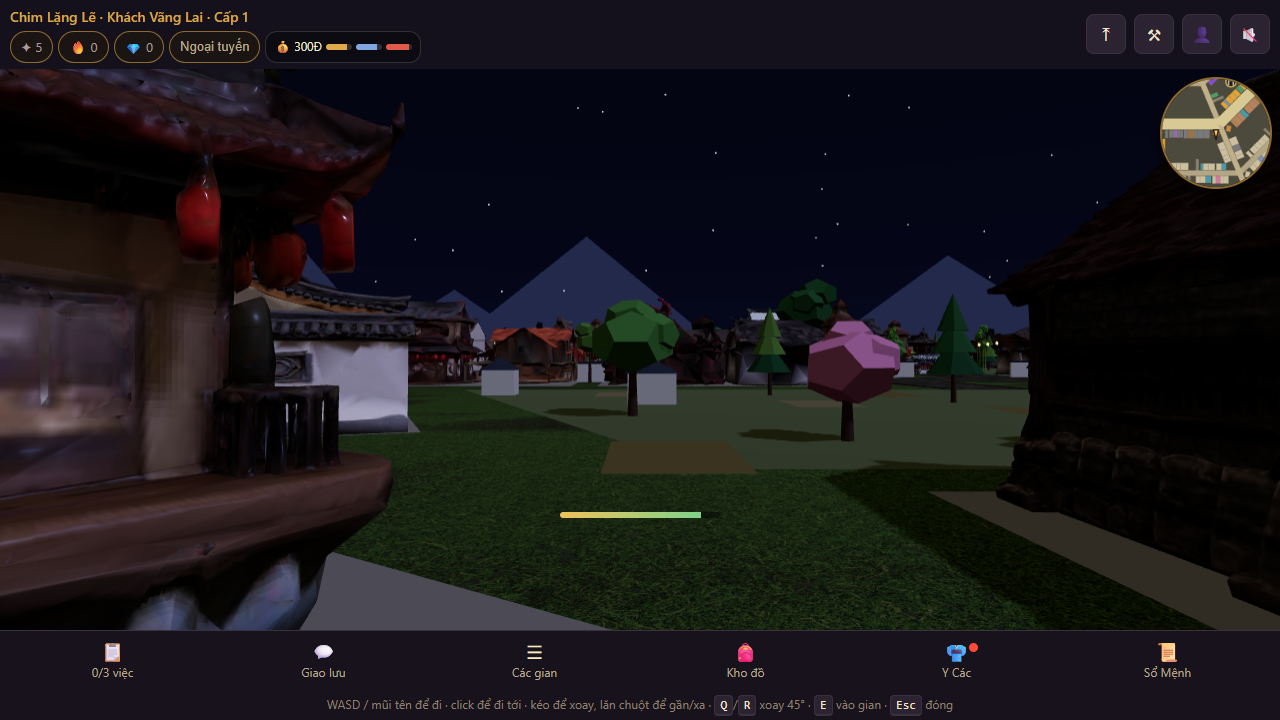 Chim Lặng Lẽ · Khách Vãng Lai · Cấp 1
5 0 0 Ngoại tuyến 300Đ
0/3 việc Giao lưu Các gian Kho đồ Y Các Sổ Mệnh
WASD / mũi tên để đi · click để đi tới · kéo để xoay, lăn chuột để gần/xa · Q / R xoay 45° · E vào gian · Esc đóng